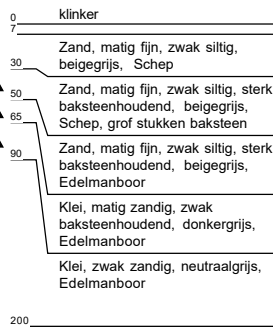 0 klinker
7
Zand, matig fijn, zwak siltig,
beigegrijs, Schep
30
Zand, matig fijn, zwak siltig, sterk
baksteenhoudend, beigegrijs,
Schep, grof stukken baksteen
50
Zand, matig fijn, zwak siltig, sterk
baksteenhoudend, beigegrijs,
Edelmanboor
65
Klei, matig zandig, zwak
baksteenhoudend, donkergrijs,
Edelmanboor
90
Klei, zwak zandig, neutraalgrijs,
Edelmanboor
200